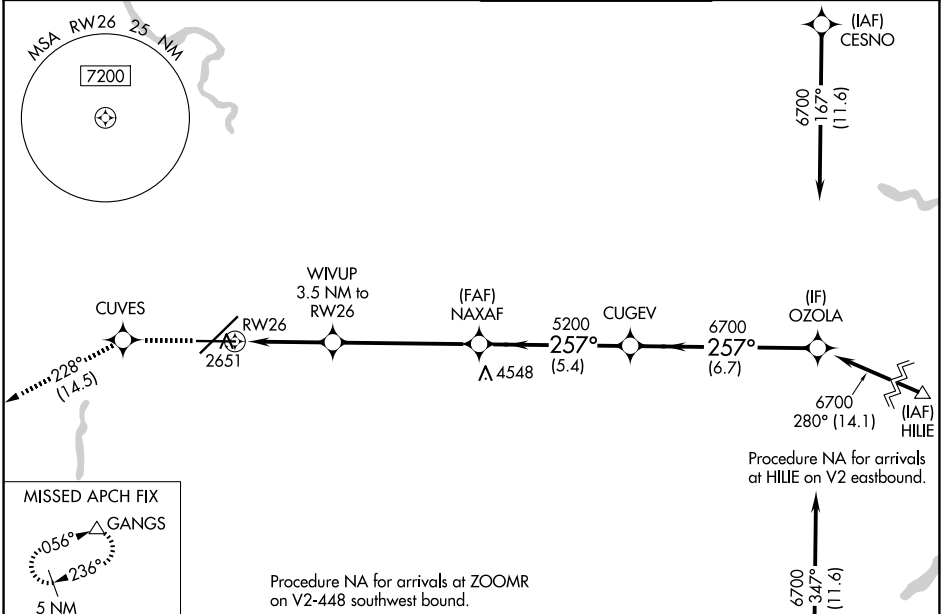 MSA RW26 25 NM
7200
(IAF)
CESNO
6700
167°
(11.6)
WIVUP
3.5 NM to
RW26
(FAF)
NAXAF
(IF)
OZOLA
CUVES
RW26
2651
5200
257°
(5.4)
CUGEV
6700
257°
(6.7)
4548
228°
(14.5)
6700
280° (14.1)
(IAF)
HILIE
Procedure NA for arrivals
at HILIE on V2 eastbound.
MISSED APCH FIX
GANGS
056°
236°
5 NM
Procedure NA for arrivals at ZOOMR
on V2-448 southwest bound.
6700
347°
(11.6)